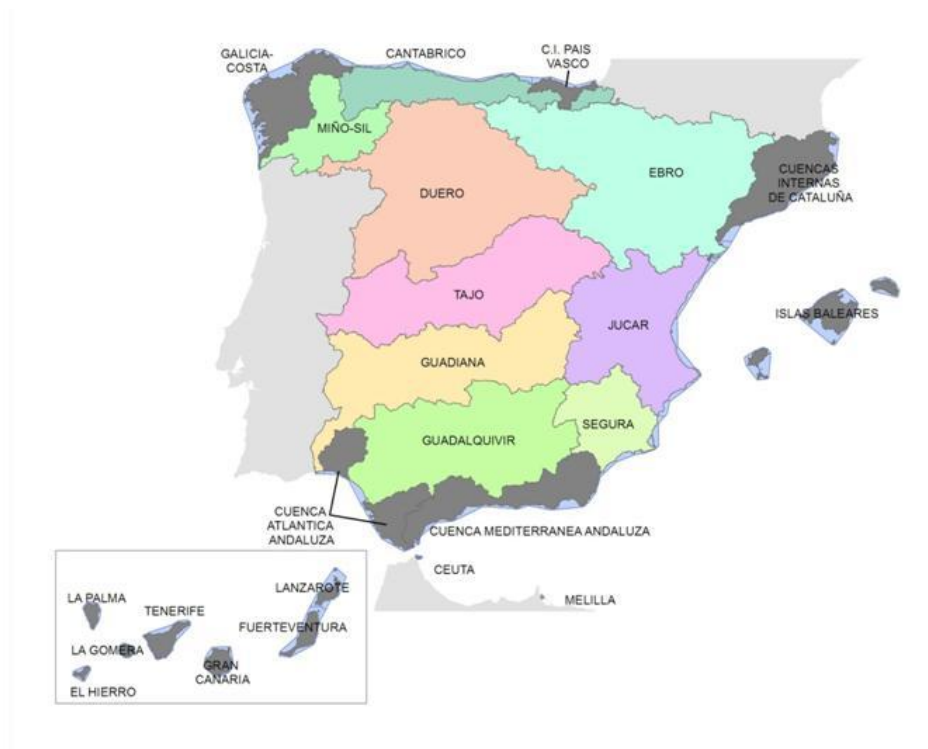 GALICIA-
COSTA
CANTABRICO
C.I. PAIS
VASCO
MIÑO-SIL
DUERO
EBRO
CUENCAS
INTERNAS
DE CATALUÑA
TAJO
JUCAR
ISLAS BALEARES
GUADIANA
SEGURA
GUADALQUIVIR
CUENCA
ATLANTICA
ANDALUZA
CUENCA MEDITERRANEA ANDALUZA
CEUTA
MELILLA
LA PALMA
TENERIFE
LANZAROTE
FUERTEVENTURA
LA GOMERA
GRAN
CANARIA
EL HIERRO